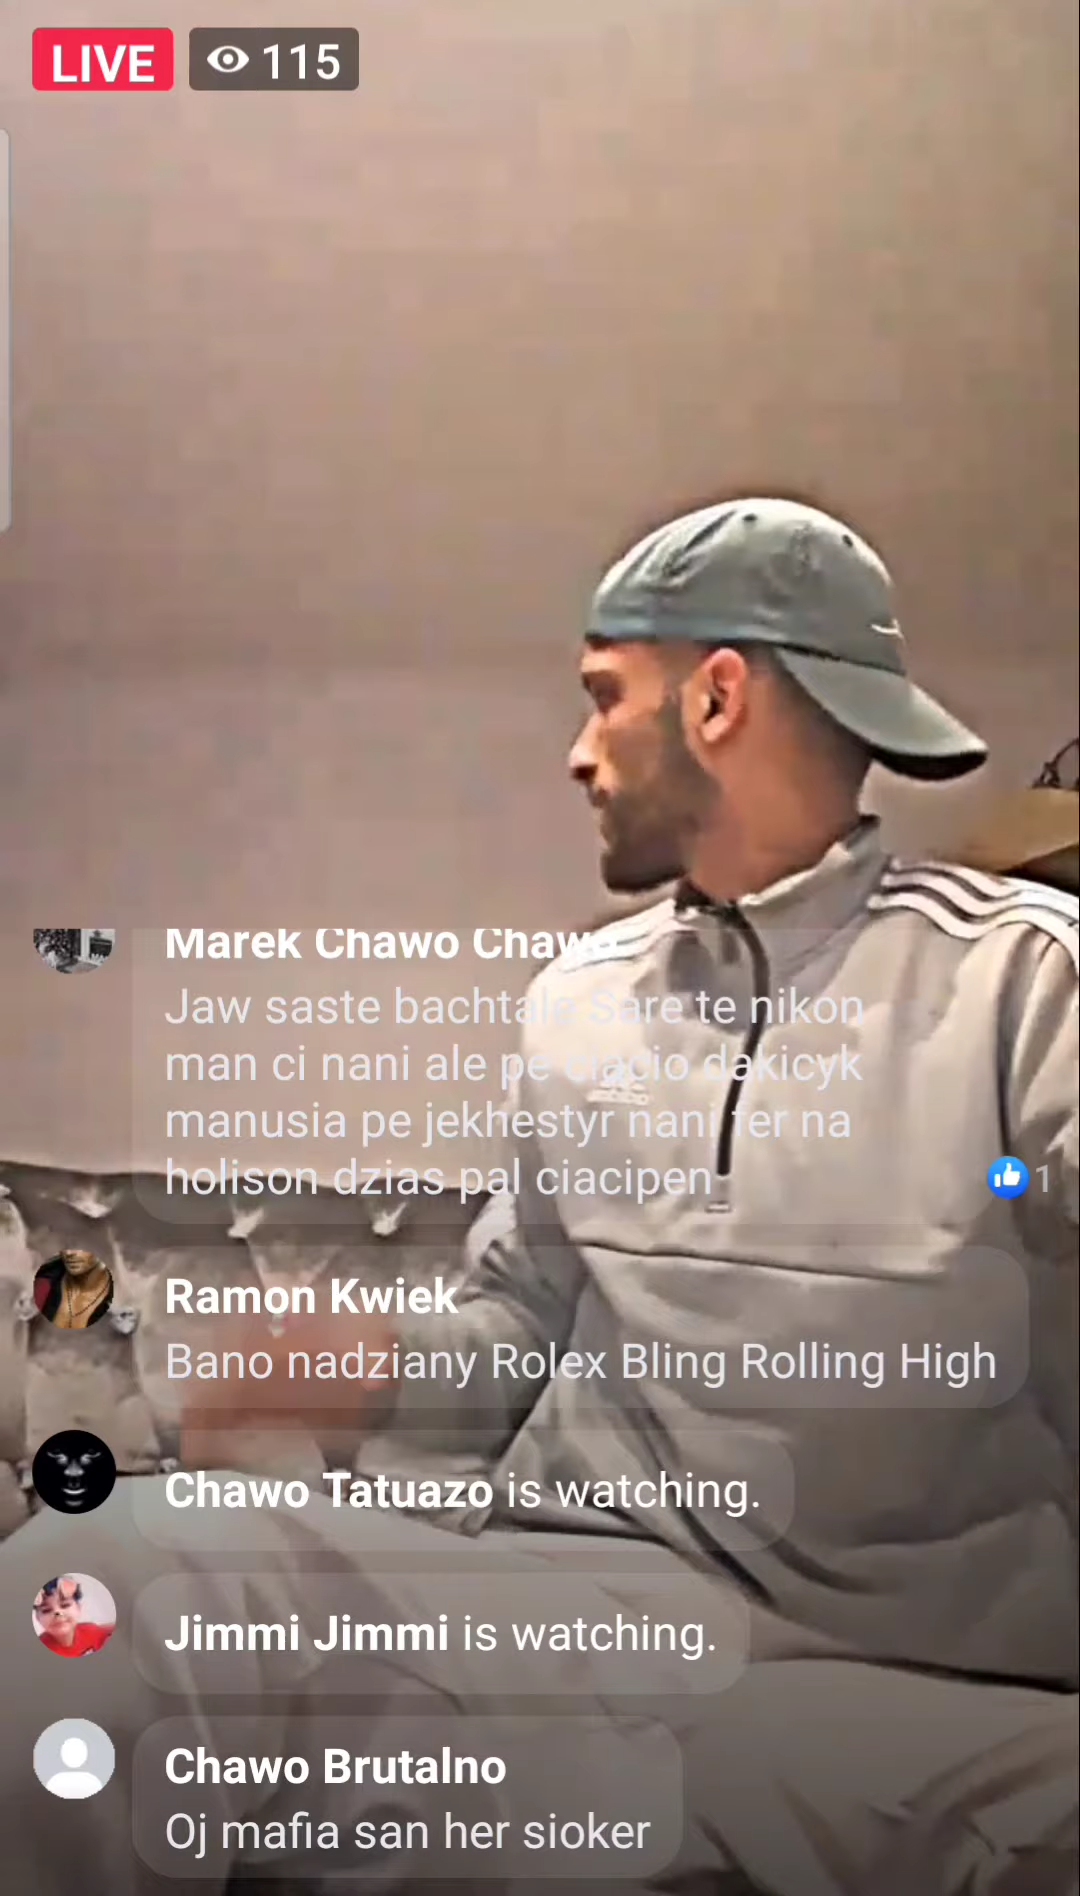 LIVE 115
Marek Chawo Chawo
Jaw saste bachtale Sare te nikon
man ci nani ale pe ciacio dakicyk
manusia pe jekhestyr nani fer na
holison dzias pal ciacipen
1
Ramon Kwiek
Bano nadziany Rolex Bling Rolling High
Chawo Tatuazo is watching.
Jimmi Jimmi is watching.
Chawo Brutalno
Oj mafia san her sioker